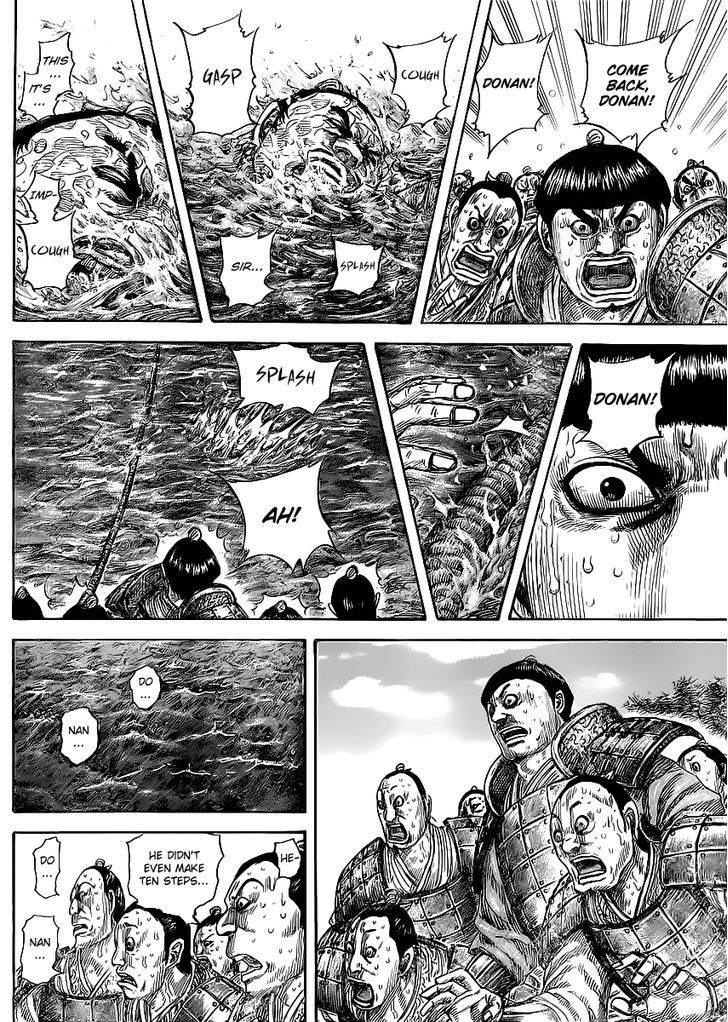 COME
BACK,
DONAN!
DONAN!
COUGH
GASP
SIR...
SPLASH
THIS
...
IT'S
...
IMP-
COUGH
DONAN!
SPLASH
AH!
DO
...
NAN
...
HE-
HE DIDN'T
EVEN MAKE
TEN STEPS...
DO
...
NAN
...